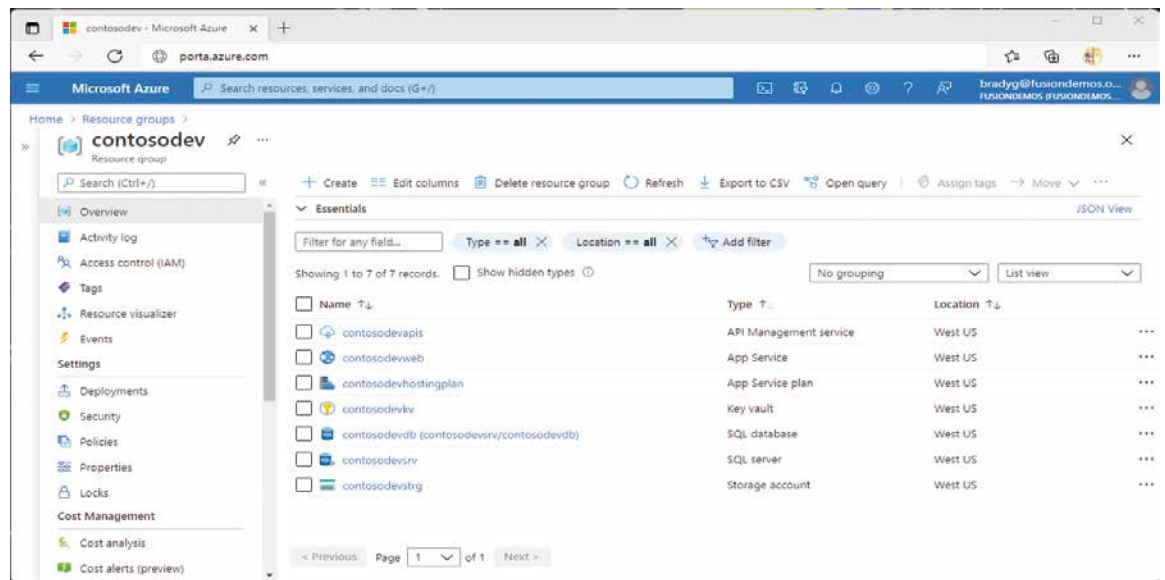 contosodev - Microsoft Azure
porta.azure.com
Microsoft Azure Search resources, services, and docs (G+/) bradyg@fusiondemos.o...
FUSIONDEMOS (FUSIONDEMOS...
Home > Resource groups >
contosodev
Resource group
Search (Ctrl+/)
Overview
Activity log
Access control (IAM)
Tags
Resource visualizer
Events
Settings
Deployments
Security
Policies
Properties
Locks
Cost Management
Cost analysis
Cost alerts (preview)
Create Edit columns Delete resource group Refresh Export to CSV Open query Assign tags Move
Essentials JSON View
Filter for any field... Type == all Location == all Add filter
Showing 1 to 7 of 7 records. Show hidden types No grouping List view
Name Type Location
contosodevapis API Management service West US
contosodevweb App Service West US
contosodevhostingplan App Service plan West US
contosodevkv Key vault West US
contosodevdb (contosodevsrv/contosodevdb) SQL database West US
contosodevsrv SQL server West US
contosodevstrg Storage account West US
< Previous Page 1 of 1 Next >